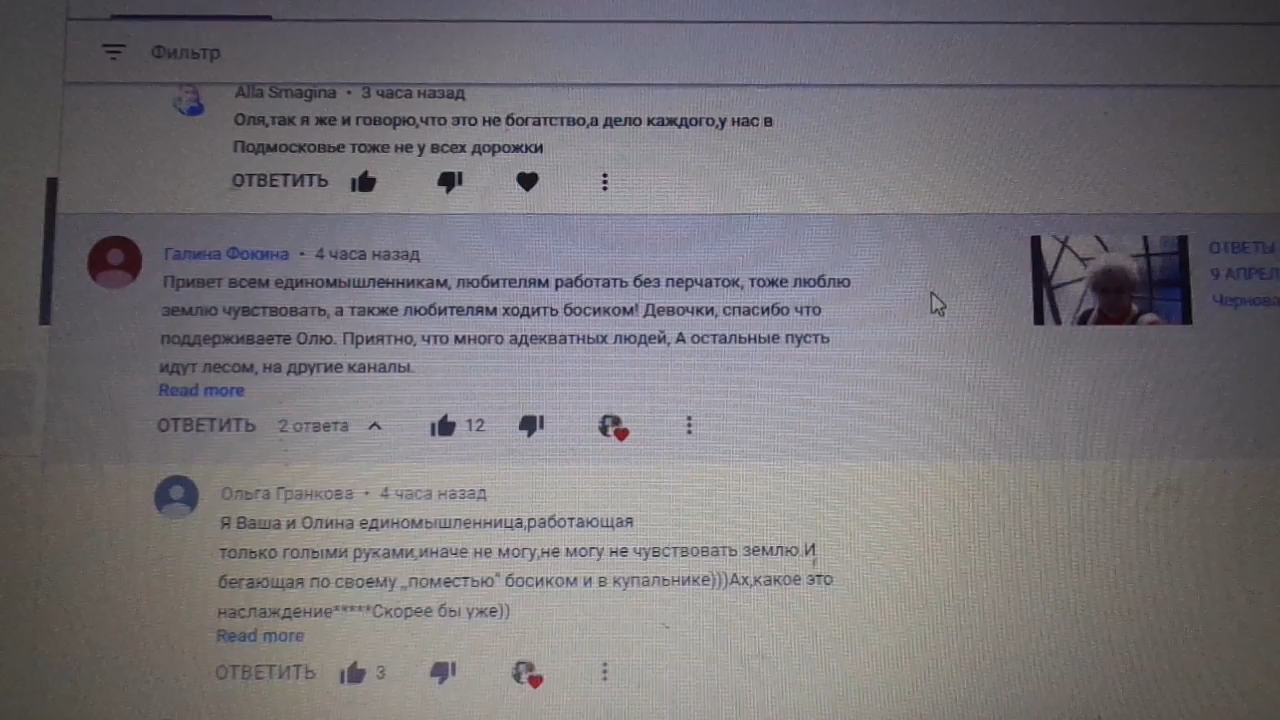 Фильтр
Alla Smagina • 3 часа назад
Оля,так я же и говорю,что это не богатство,а дело каждого,у нас в
Подмосковье тоже не у всех дорожки
ОТВЕТИТЬ
Галина Фокина • 4 часа назад
Привет всем единомышленникам, любителям работать без перчаток, тоже люблю
землю чувствовать, а также любителям ходить босиком! Девочки, спасибо что
поддерживаете Олю. Приятно, что много адекватных людей, А остальные пусть
идут лесом, на другие каналы.
Read more
ОТВЕТИТЬ 2 ответа 12
ОТВЕТЫ
9 АПРЕЛ
Чернова
Ольга Гранкова • 4 часа назад
Я Ваша и Олина единомышленница,работающая
только голыми руками,иначе не могу,не могу не чувствовать землю.И
бегающая по своему „поместью" босиком и в купальнике)))Ах,какое это
наслаждение*****Скорее бы уже))
Read more
ОТВЕТИТЬ 3